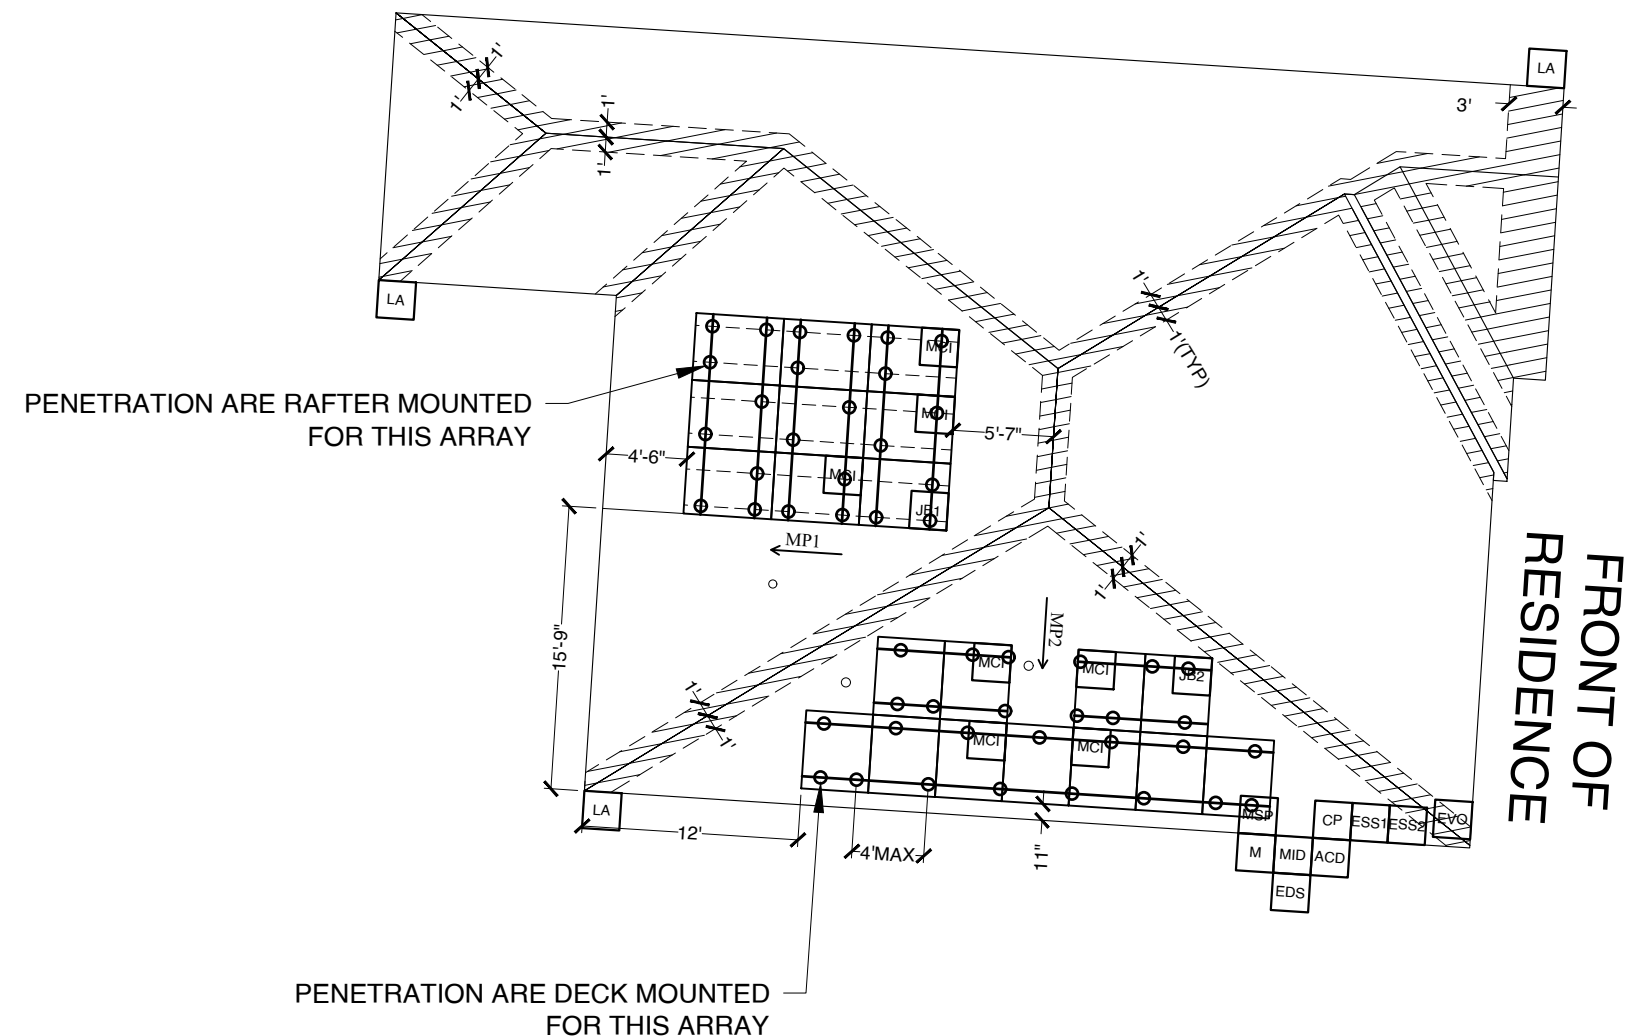 1'
1'
1'
1'
LA
3'
LA
1'
1'(TYP)
PENETRATION ARE RAFTER MOUNTED
FOR THIS ARRAY
MCI
MCI
MCI
JB1
4'-6"
5'-7"
MP1
15'-9"
FRONT OF
RESIDENCE
1'
1'
MP2
MCI
MCI
JB2
1'
1'
MCI
MCI
LA
12'
4'MAX
11"
MSP
CP
ESS1
ESS2
EVO
M
MID
ACD
EDS
PENETRATION ARE DECK MOUNTED
FOR THIS ARRAY